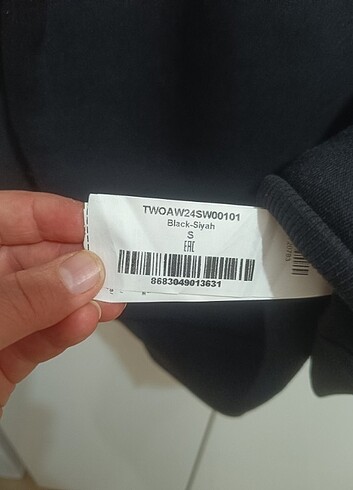 TWOAW24SW00101
Black-Siyah
S
EAC
8683049013631